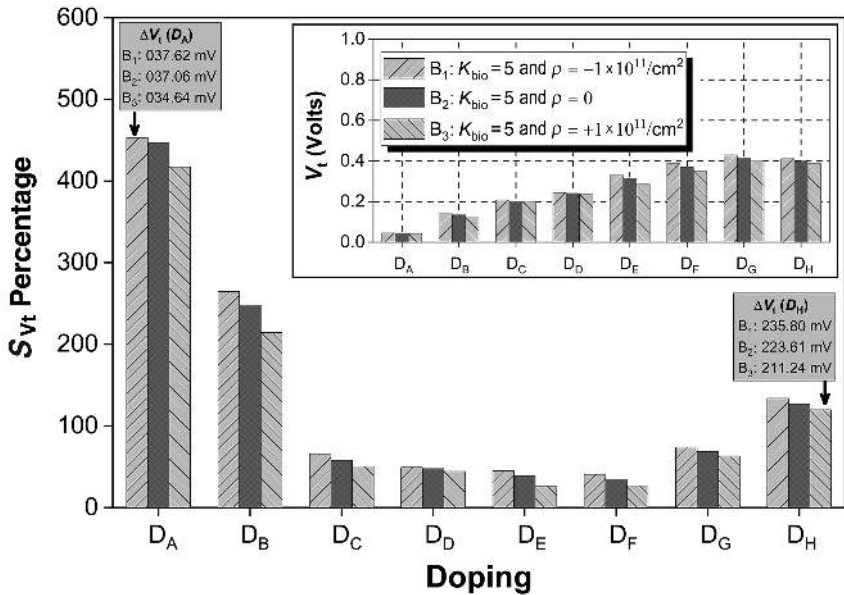 600
500
400
300
200
100
0
S_Vt Percentage
ΔV_t (D_A)
B_1: 037.62 mV
B_2: 037.06 mV
B_3: 034.64 mV
1.0
0.8
0.6
0.4
0.2
0.0
V_t (Volts)
B_1: K_bio = 5 and ρ = −1×10^11/cm^2
B_2: K_bio = 5 and ρ = 0
B_3: K_bio = 5 and ρ = +1×10^11/cm^2
D_A D_B D_C D_D D_E D_F D_G D_H
ΔV_t (D_H)
B_1: 235.80 mV
B_2: 223.61 mV
B_3: 211.24 mV
D_A D_B D_C D_D D_E D_F D_G D_H
Doping